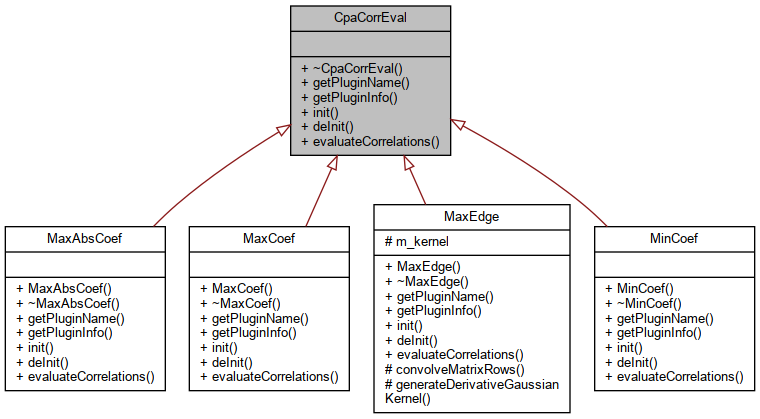 CpaCorrEval
+ ~CpaCorrEval()
+ getPluginName()
+ getPluginInfo()
+ init()
+ deInit()
+ evaluateCorrelations()
MaxAbsCoef
+ MaxAbsCoef()
+ ~MaxAbsCoef()
+ getPluginName()
+ getPluginInfo()
+ init()
+ deInit()
+ evaluateCorrelations()
MaxCoef
+ MaxCoef()
+ ~MaxCoef()
+ getPluginName()
+ getPluginInfo()
+ init()
+ deInit()
+ evaluateCorrelations()
MaxEdge
# m_kernel
+ MaxEdge()
+ ~MaxEdge()
+ getPluginName()
+ getPluginInfo()
+ init()
+ deInit()
+ evaluateCorrelations()
# convolveMatrixRows()
# generateDerivativeGaussian
Kernel()
MinCoef
+ MinCoef()
+ ~MinCoef()
+ getPluginName()
+ getPluginInfo()
+ init()
+ deInit()
+ evaluateCorrelations()